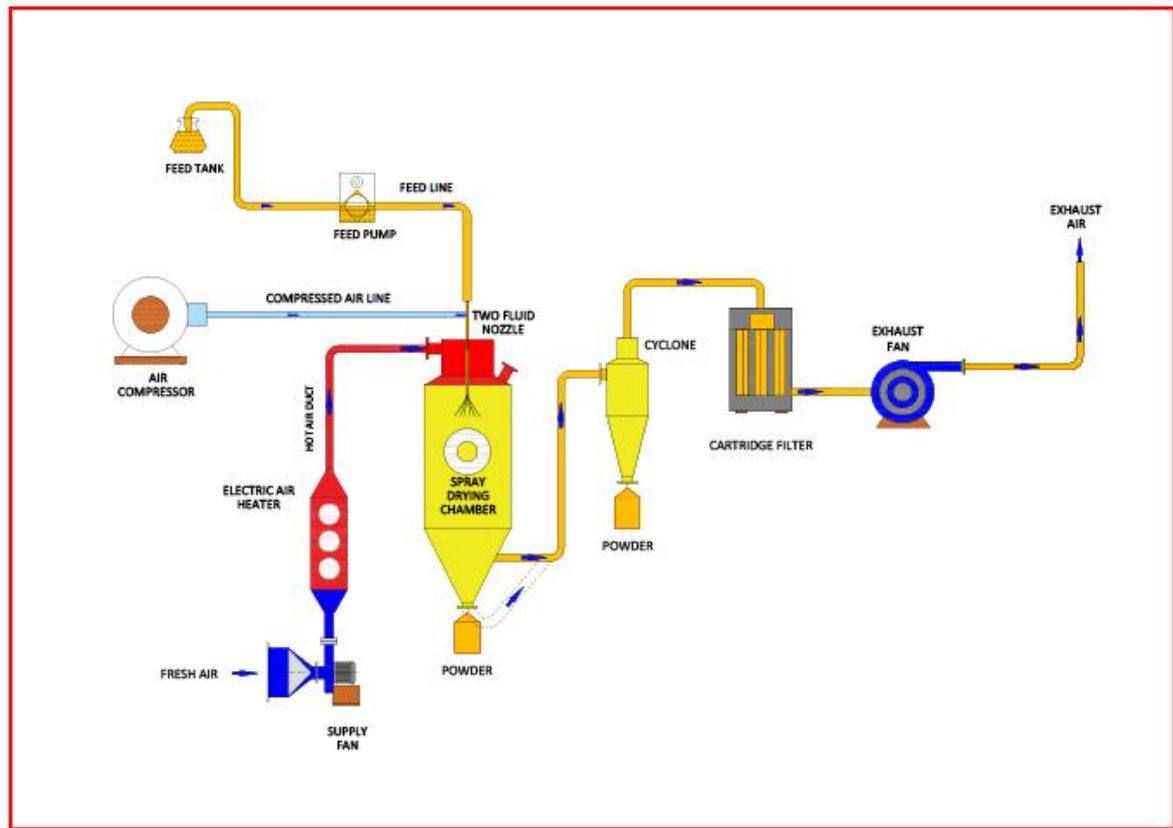 FEED TANK
FEED LINE
FEED PUMP
EXHAUST
AIR
COMPRESSED AIR LINE
TWO FLUID
NOZZLE
AIR
COMPRESSOR
CYCLONE
EXHAUST
FAN
HOT AIR DUCT
CARTRIDGE FILTER
ELECTRIC AIR
HEATER
SPRAY
DRYING
CHAMBER
POWDER
FRESH AIR
POWDER
SUPPLY
FAN